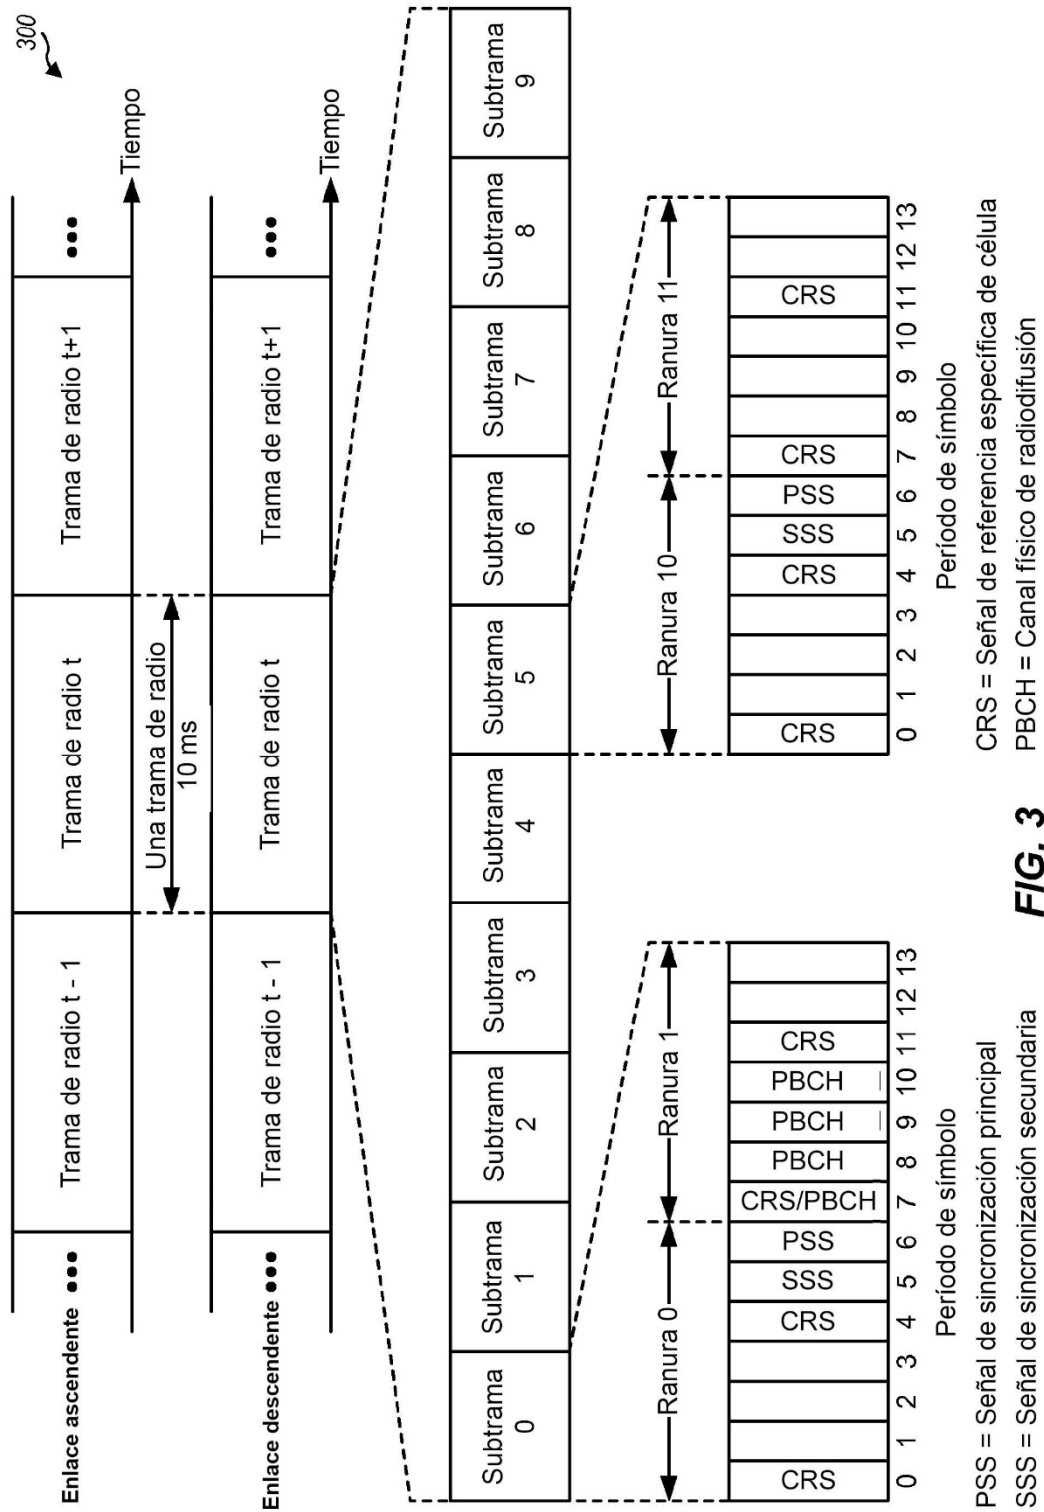 300
Enlace ascendente ••• Trama de radio t - 1 Trama de radio t Trama de radio t+1 •••
Tiempo
Una trama de radio
10 ms
Enlace descendente ••• Trama de radio t - 1 Trama de radio t Trama de radio t+1 •••
Tiempo
Subtrama 0
Subtrama 1
Subtrama 2
Subtrama 3
Subtrama 4
Subtrama 5
Subtrama 6
Subtrama 7
Subtrama 8
Subtrama 9
Ranura 0 Ranura 1
CRS CRS SSS PSS CRS/PBCH PBCH PBCH PBCH CRS
0 1 2 3 4 5 6 7 8 9 10 11 12 13
Período de símbolo
Ranura 10 Ranura 11
CRS CRS SSS PSS CRS CRS
0 1 2 3 4 5 6 7 8 9 10 11 12 13
Período de símbolo
PSS = Señal de sincronización principal
SSS = Señal de sincronización secundaria
CRS = Señal de referencia específica de célula
PBCH = Canal físico de radiodifusión
FIG. 3